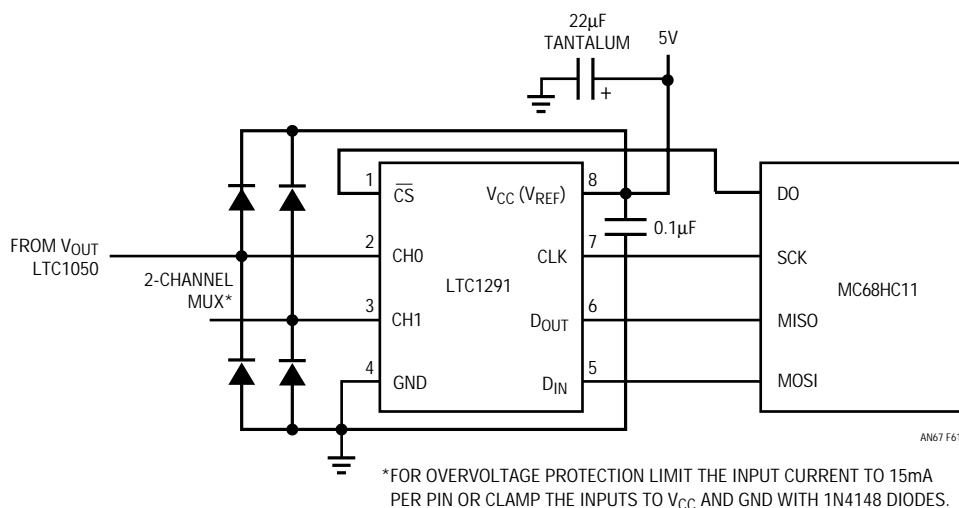 22µF
TANTALUM
5V
+
1
C̅S̅
VCC (VREF)
8
DO
0.1µF
FROM VOUT
LTC1050
2
CH0
CLK
7
SCK
2-CHANNEL
MUX*
LTC1291
MC68HC11
3
CH1
DOUT
6
MISO
4
GND
DIN
5
MOSI
AN67 F61
*FOR OVERVOLTAGE PROTECTION LIMIT THE INPUT CURRENT TO 15mA
PER PIN OR CLAMP THE INPUTS TO VCC AND GND WITH 1N4148 DIODES.